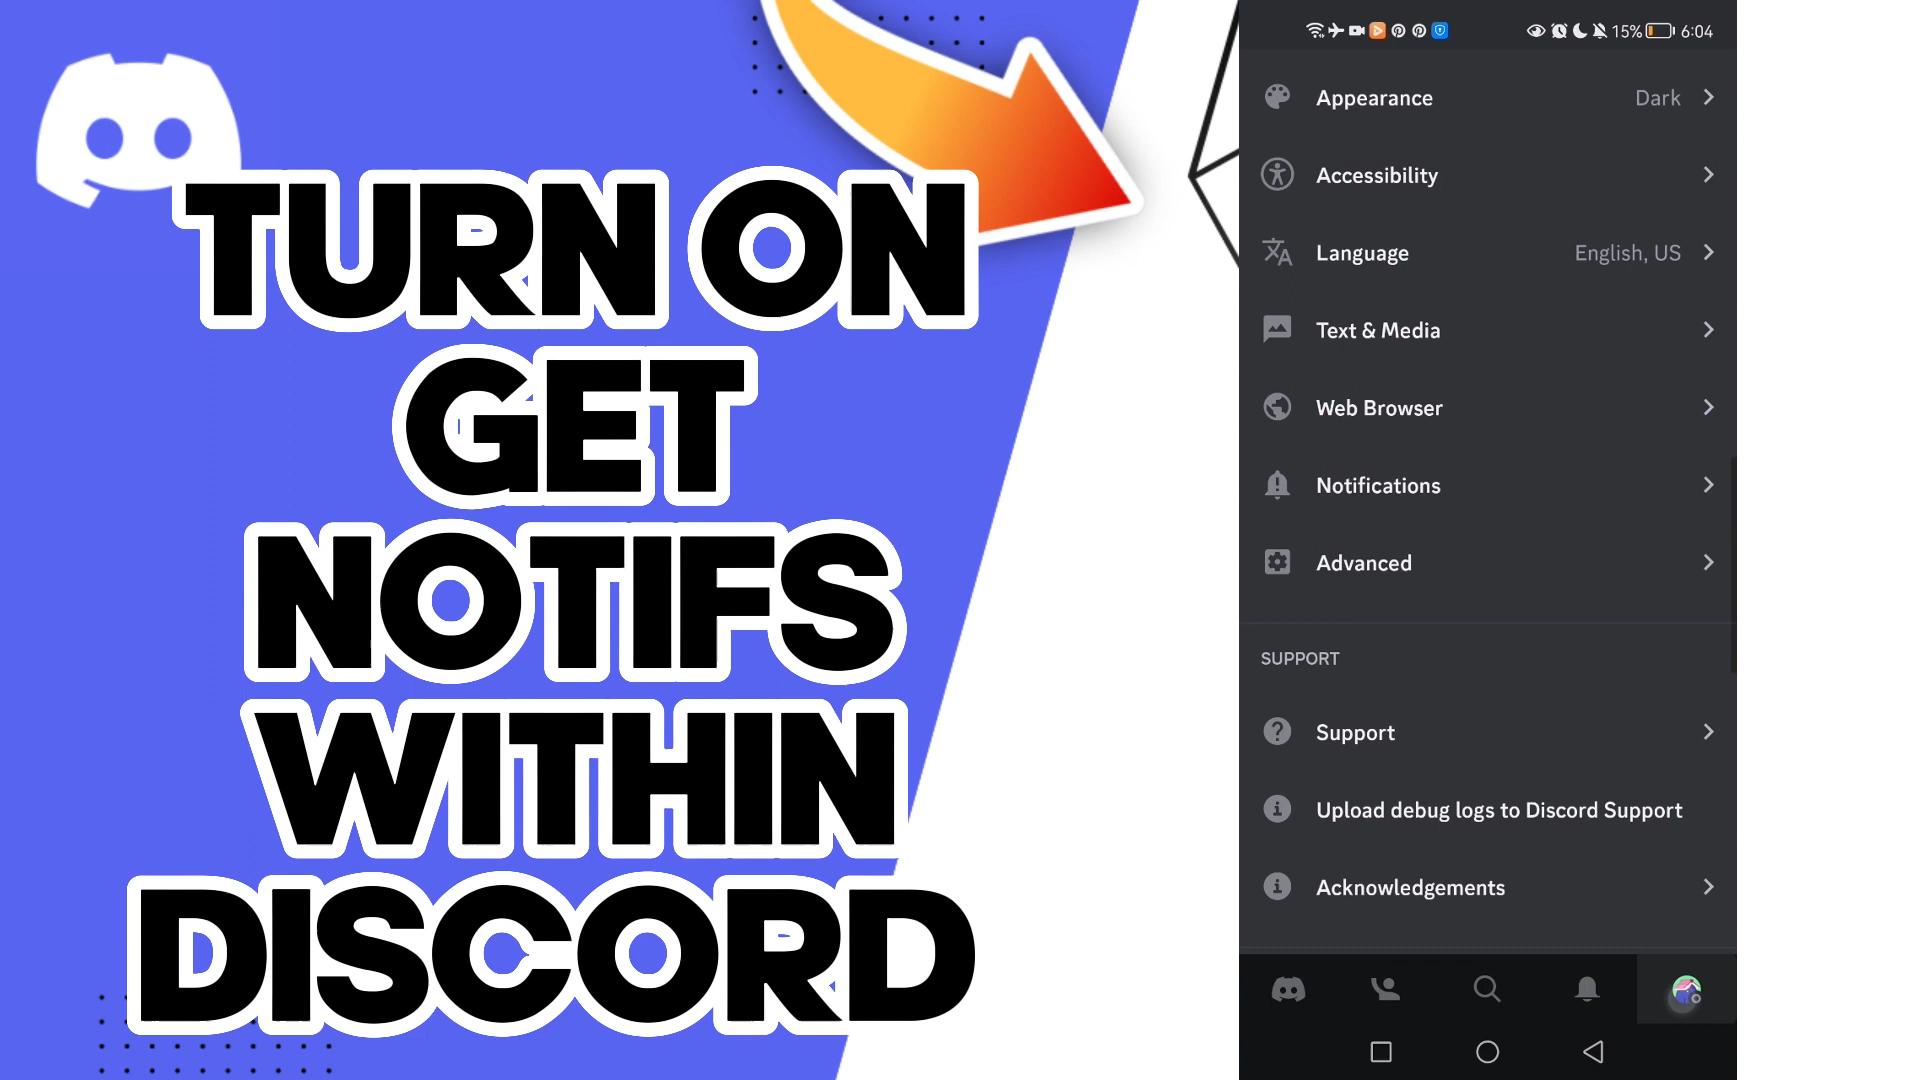 TURN ON
GET
NOTIFS
WITHIN
DISCORD
15% 6:04
Appearance Dark
Accessibility
Language English, US
Text & Media
Web Browser
Notifications
Advanced
SUPPORT
Support
Upload debug logs to Discord Support
Acknowledgements